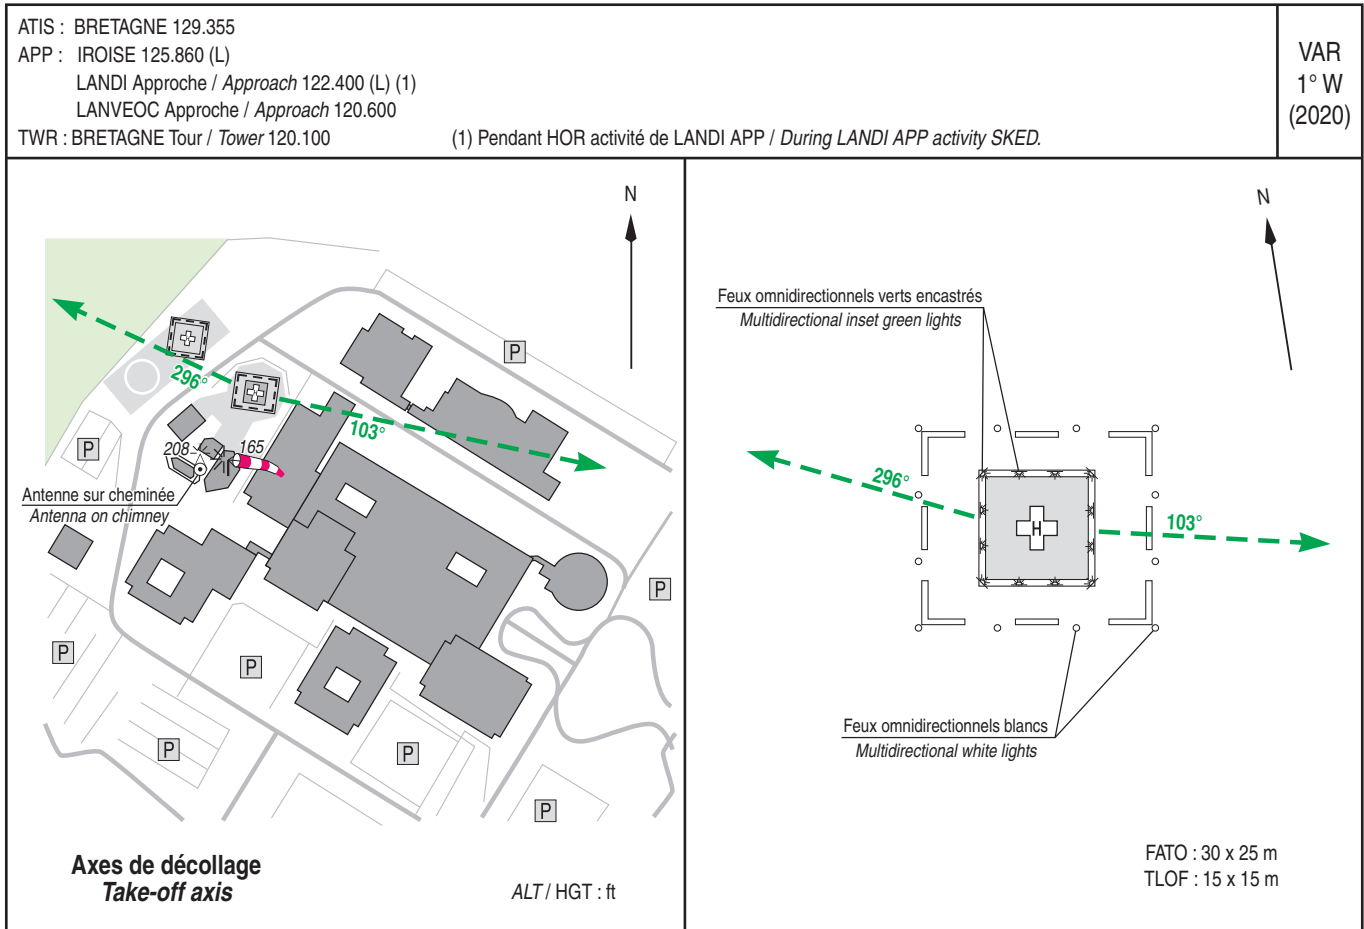 ATIS : BRETAGNE 129.355
APP : IROISE 125.860 (L)
LANDI Approche / Approach 122.400 (L) (1)
LANVEOC Approche / Approach 120.600
TWR : BRETAGNE Tour / Tower 120.100
(1) Pendant HOR activité de LANDI APP / During LANDI APP activity SKED.
VAR
1° W
(2020)
N
P
296°
103°
P
208
165
Antenne sur cheminée
Antenna on chimney
P
P
P
P
P
P
Axes de décollage
Take-off axis
ALT / HGT : ft
N
Feux omnidirectionnels verts encastrés
Multidirectional inset green lights
296°
H
103°
Feux omnidirectionnels blancs
Multidirectional white lights
FATO : 30 x 25 m
TLOF : 15 x 15 m